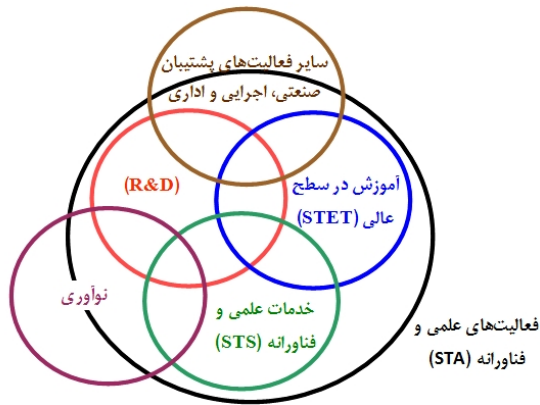 سایر فعالیت‌های پشتیبان
صنعتی، اجرایی و اداری
(R&D)
آموزش در سطح
عالی (STET)
نوآوری
خدمات علمی و
فناورانه (STS)
فعالیت‌های علمی و
فناورانه (STA)